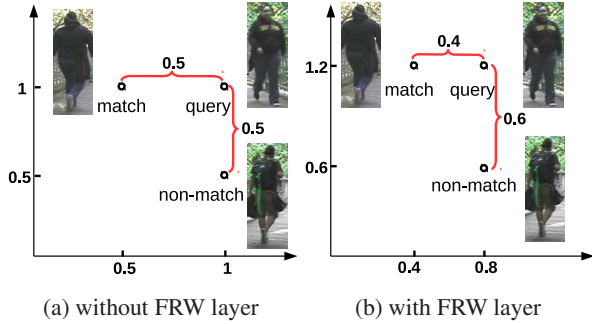 0.5
1
match
query
0.5
0.5
non-match
0.5
1
(a) without FRW layer
0.4
1.2
match
query
0.6
0.6
non-match
0.4
0.8
(b) with FRW layer